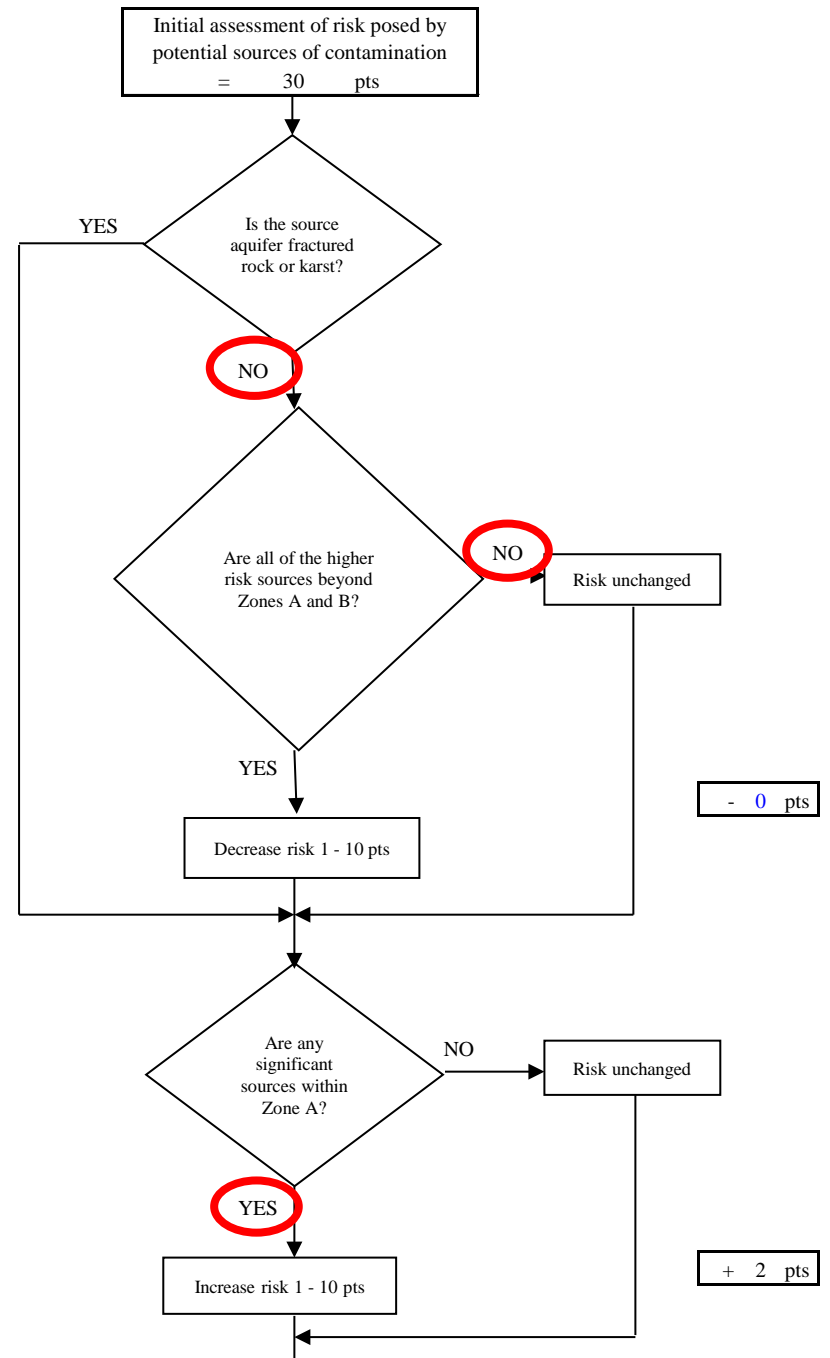 Initial assessment of risk posed by
potential sources of contamination
= 30 pts
YES
Is the source
aquifer fractured
rock or karst?
NO
Are all of the higher
risk sources beyond
Zones A and B?
NO
Risk unchanged
YES
- 0 pts
Decrease risk 1 - 10 pts
Are any
significant
sources within
Zone A?
NO
Risk unchanged
YES
+ 2 pts
Increase risk 1 - 10 pts